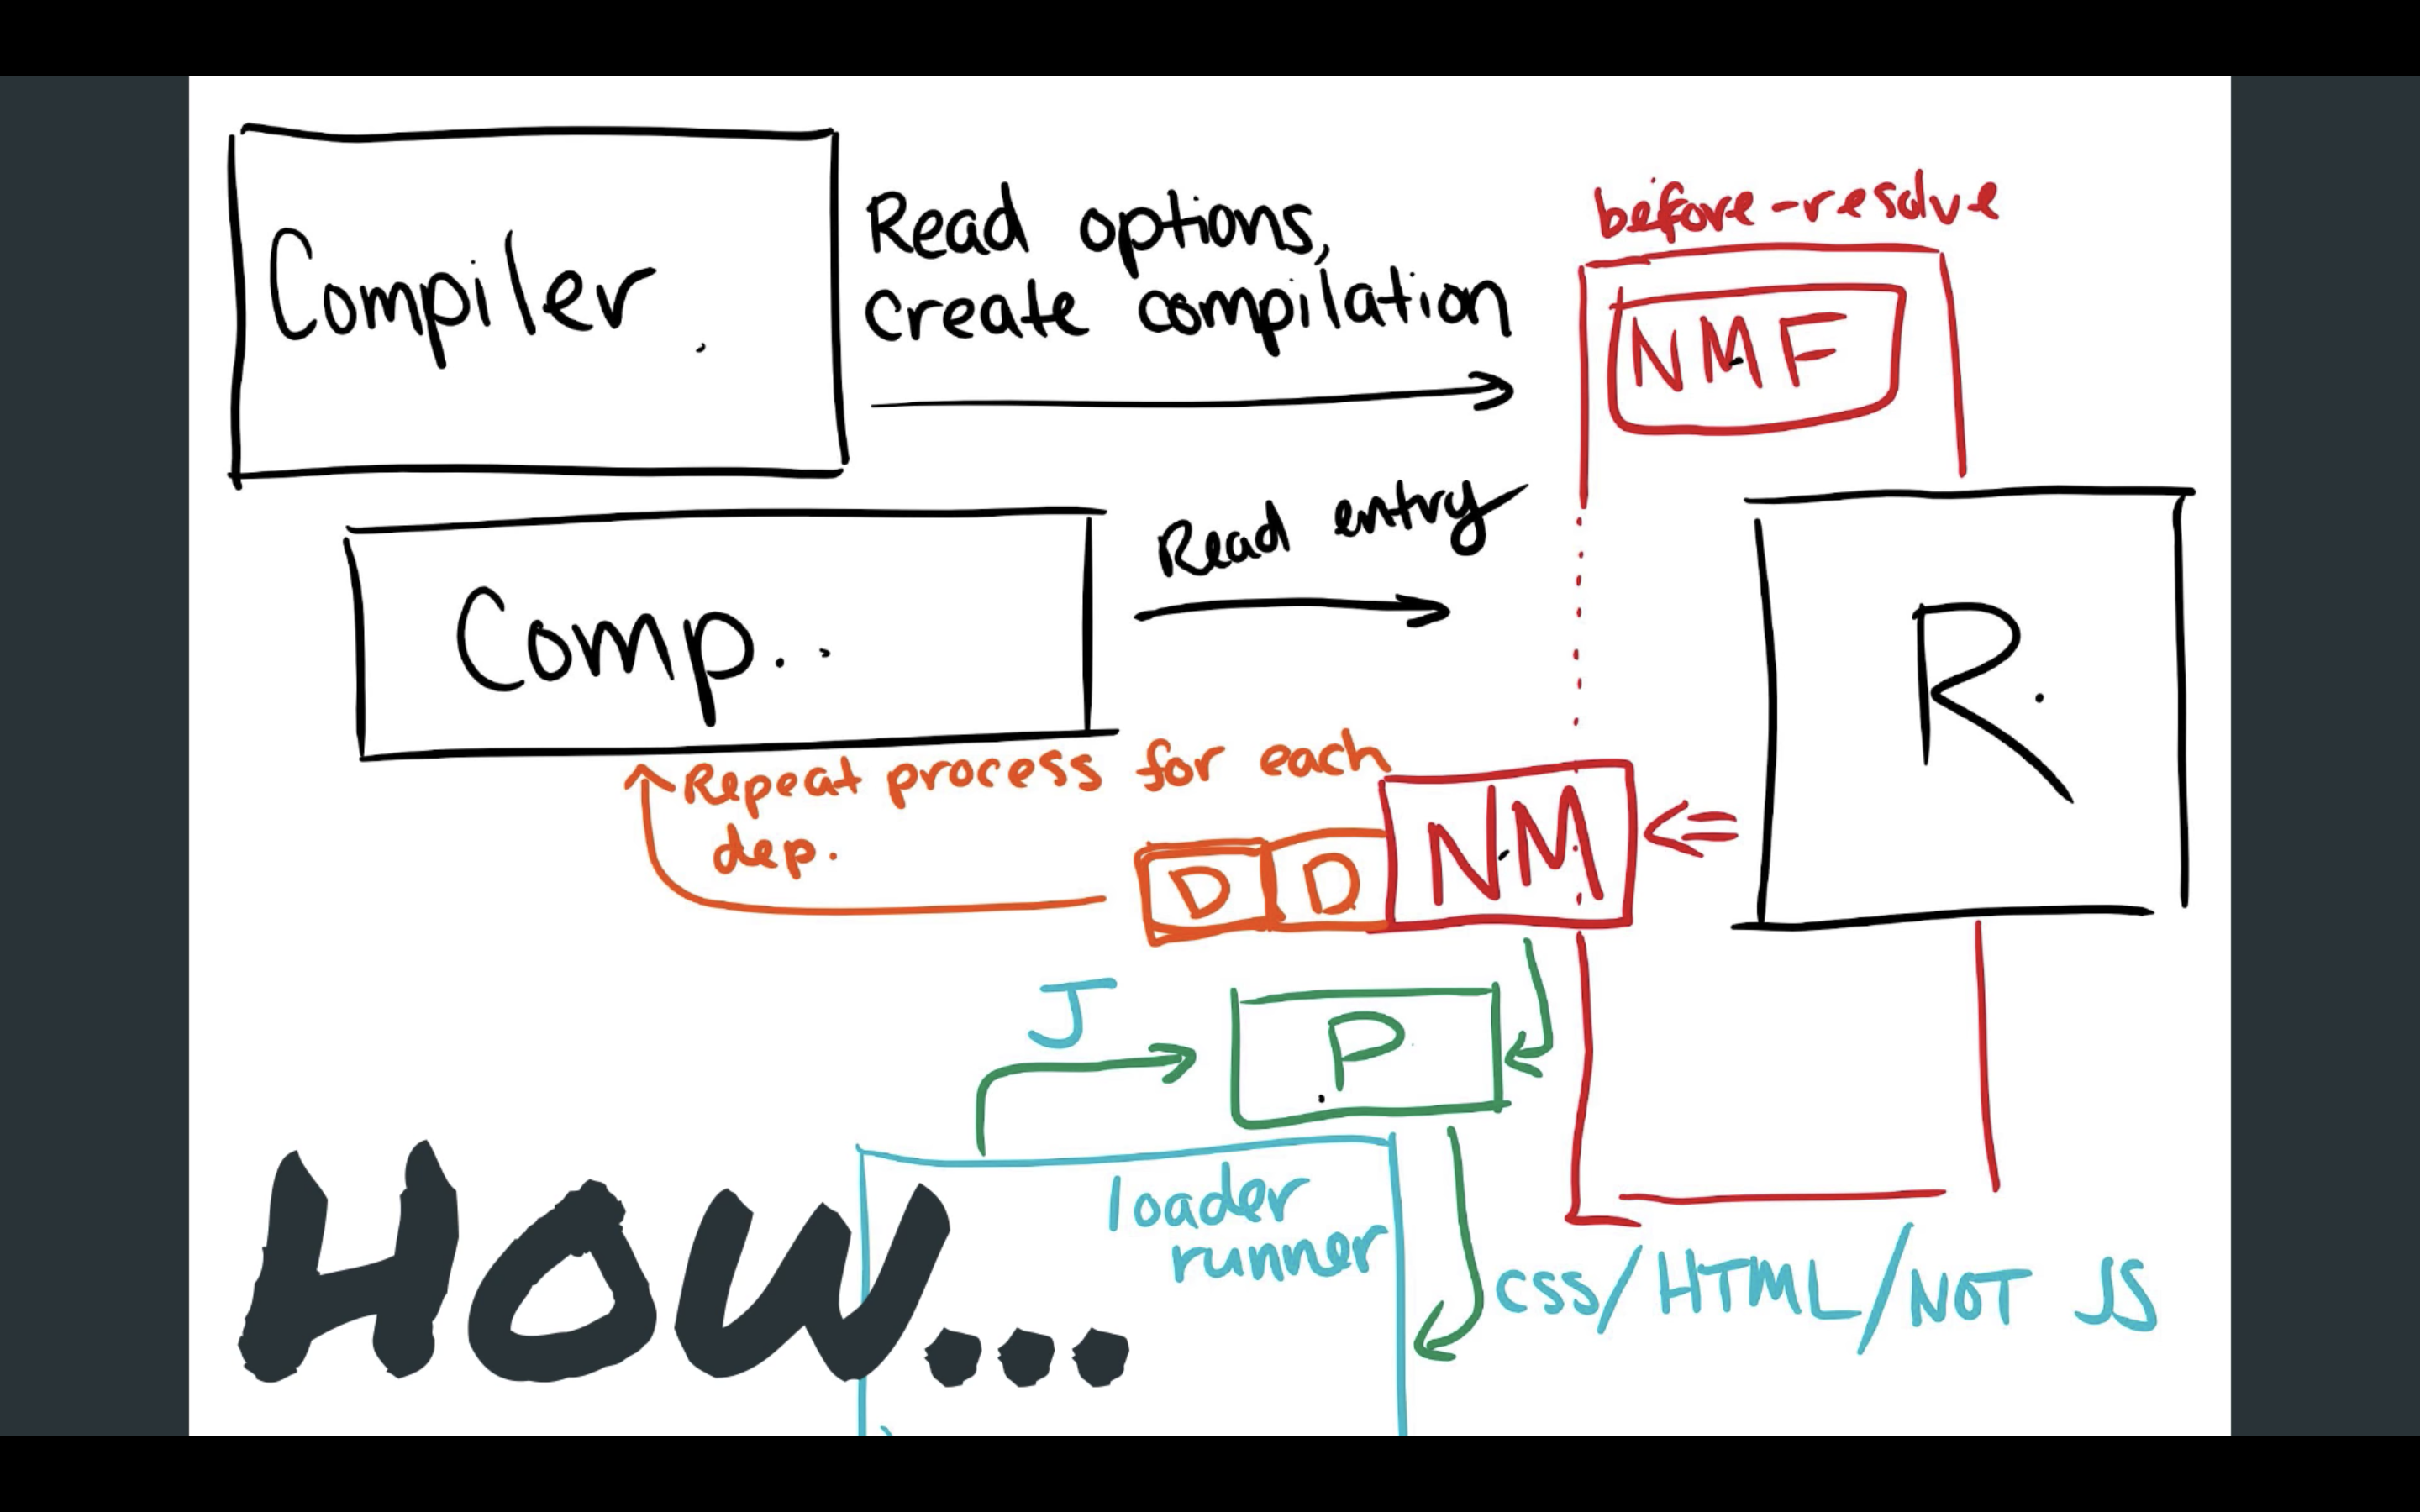 Compiler
Read options,
create compilation
before-resolve
NMF
Comp...
Read entry
R
Repeat process for each
dep.
D D NM
J
P
loader
runner
CSS/HTML/NOT JS
HOW...